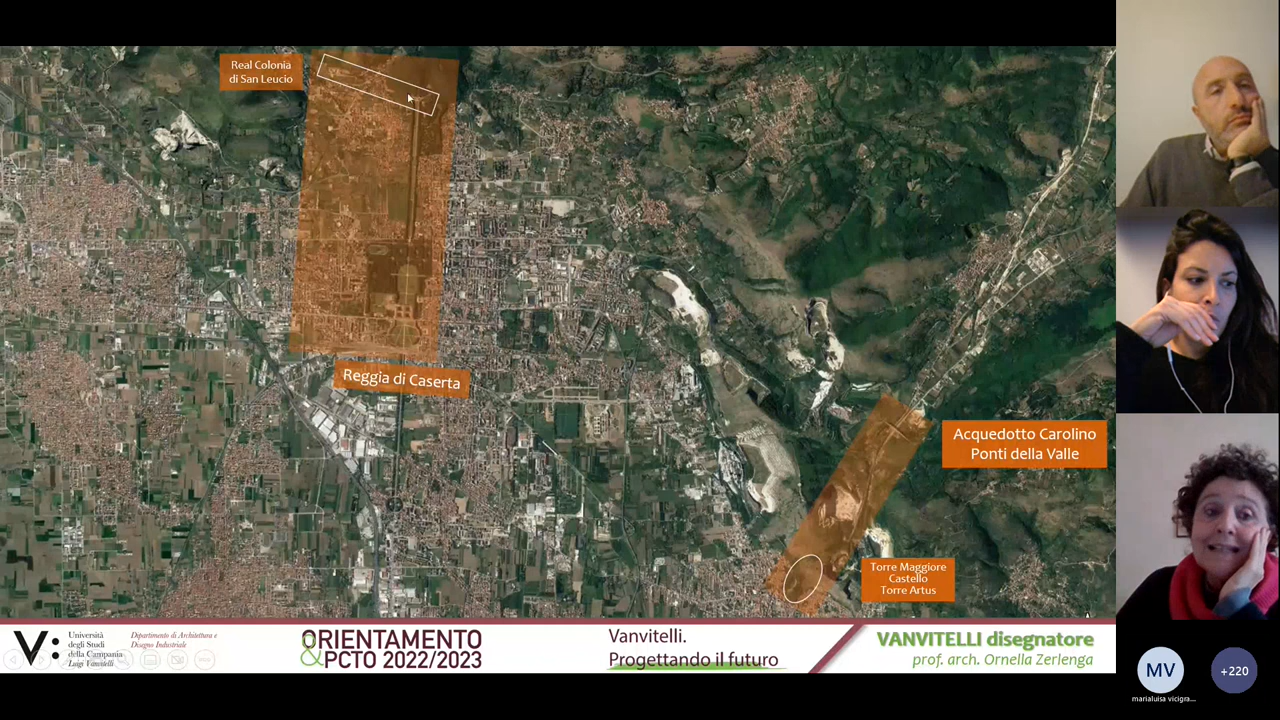 Real Colonia
di San Leucio
Reggia di Caserta
Acquedotto Carolino
Ponti della Valle
Torre Maggiore
Castello
Torre Artus
V:
Università
degli Studi
della Campania
Luigi Vanvitelli
Dipartimento di Architettura e
Disegno Industriale
ORIENTAMENTO
&PCTO 2022/2023
Vanvitelli.
Progettando il futuro
VANVITELLI disegnatore
prof. arch. Ornella Zerlenga
MV
+220
marialuisa vicigra...